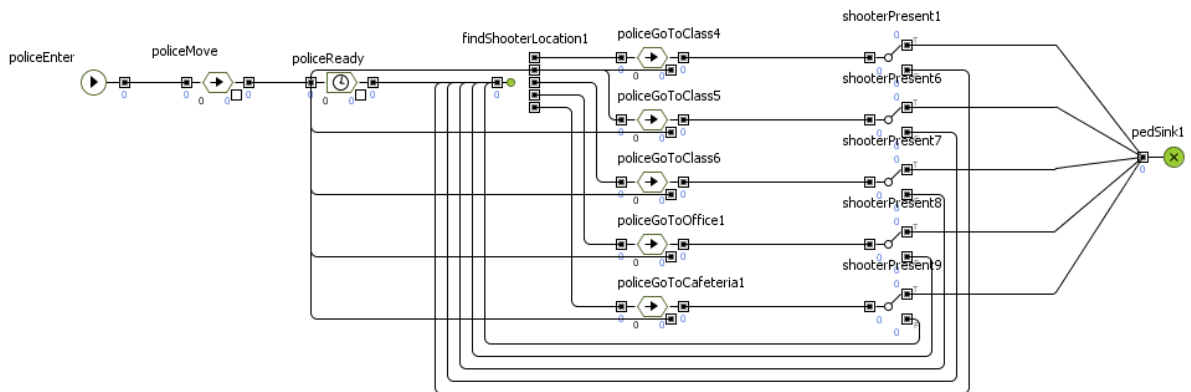 shooterPresent1
policeEnter
policeMove
policeReady
findShooterLocation1
policeGoToClass4
shooterPresent6
policeGoToClass5
shooterPresent7
pedSink1
policeGoToClass6
shooterPresent8
policeGoToOffice1
shooterPresent9
policeGoToCafeteria1